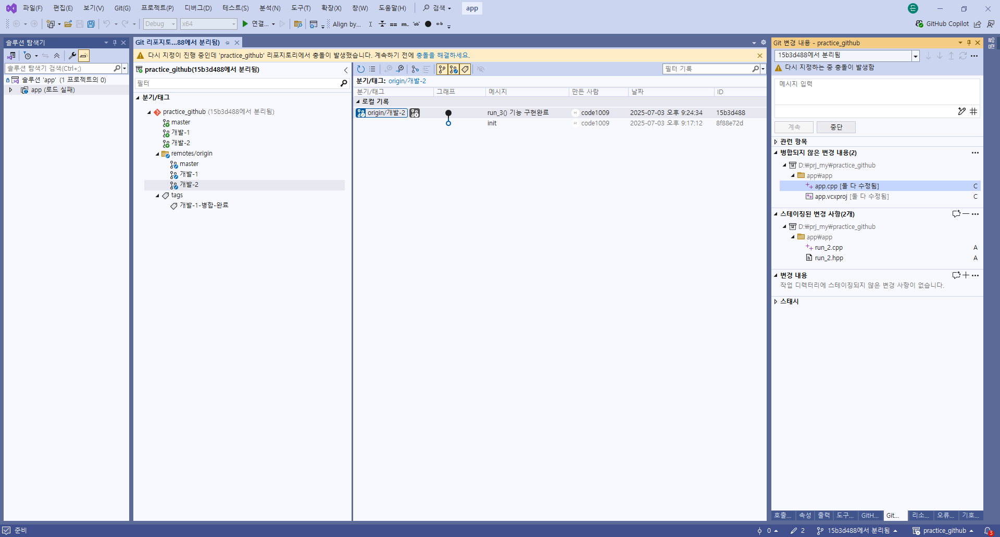 파일(F) 편집(E) 보기(V) Git(G) 프로젝트(P) 디버그(D) 테스트(S) 분석(N) 도구(T) 확장(X) 창(W) 도움말(H) 검색 app
Debug x64 연결... Align by... GitHub Copilot
솔루션 탐색기
솔루션 탐색기 검색(Ctrl+;)
솔루션 'app' (1 프로젝트의 0)
app (로드 실패)
Git 리포지토...88에서 분리됨)
다시 지정이 진행 중인데 'practice_github' 리포지토리에서 충돌이 발생했습니다. 계속하기 전에 충돌을 해결하세요.
practice_github(15b3d488에서 분리됨)
필터
분기/태그
practice_github (15b3d488에서 분리됨)
master
개발-1
개발-2
remotes/origin
master
개발-1
개발-2
tags
개발-1-병합-완료
필터 기록
분기/태그: origin/개발-2
분기/태그 그래프 메시지 만든 사람 날짜 ID
로컬 기록
origin/개발-2 run_3() 기능 구현완료 code1009 2025-07-03 오후 9:24:34 15b3d488
init code1009 2025-07-03 오후 9:17:12 8f88e72d
Git 변경 내용 - practice_github
15b3d488에서 분리됨
다시 지정하는 중 충돌이 발생함
메시지 입력
계속 중단
관련 항목
병합되지 않은 변경 내용(2)
D:₩prj_my₩practice_github
app₩app
app.cpp [둘 다 수정됨] C
app.vcxproj [둘 다 수정됨] C
스테이징된 변경 사항(2개)
D:₩prj_my₩practice_github
app₩app
run_2.cpp A
run_2.hpp A
변경 내용
작업 디렉터리에 스테이징되지 않은 변경 사항이 없습니다.
스태시
호출... 속성 출력 도구... GitH... Git... 리소... 오류... 기호...
알림
준비 0 2 15b3d488에서 분리됨 practice_github 3